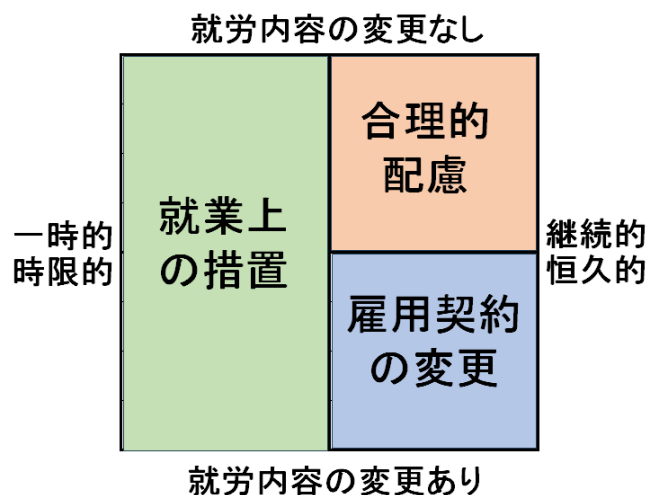 就労内容の変更なし
合理的
配慮
就業上
の措置
一時的
時限的
継続的
恒久的
雇用契約
の変更
就労内容の変更あり